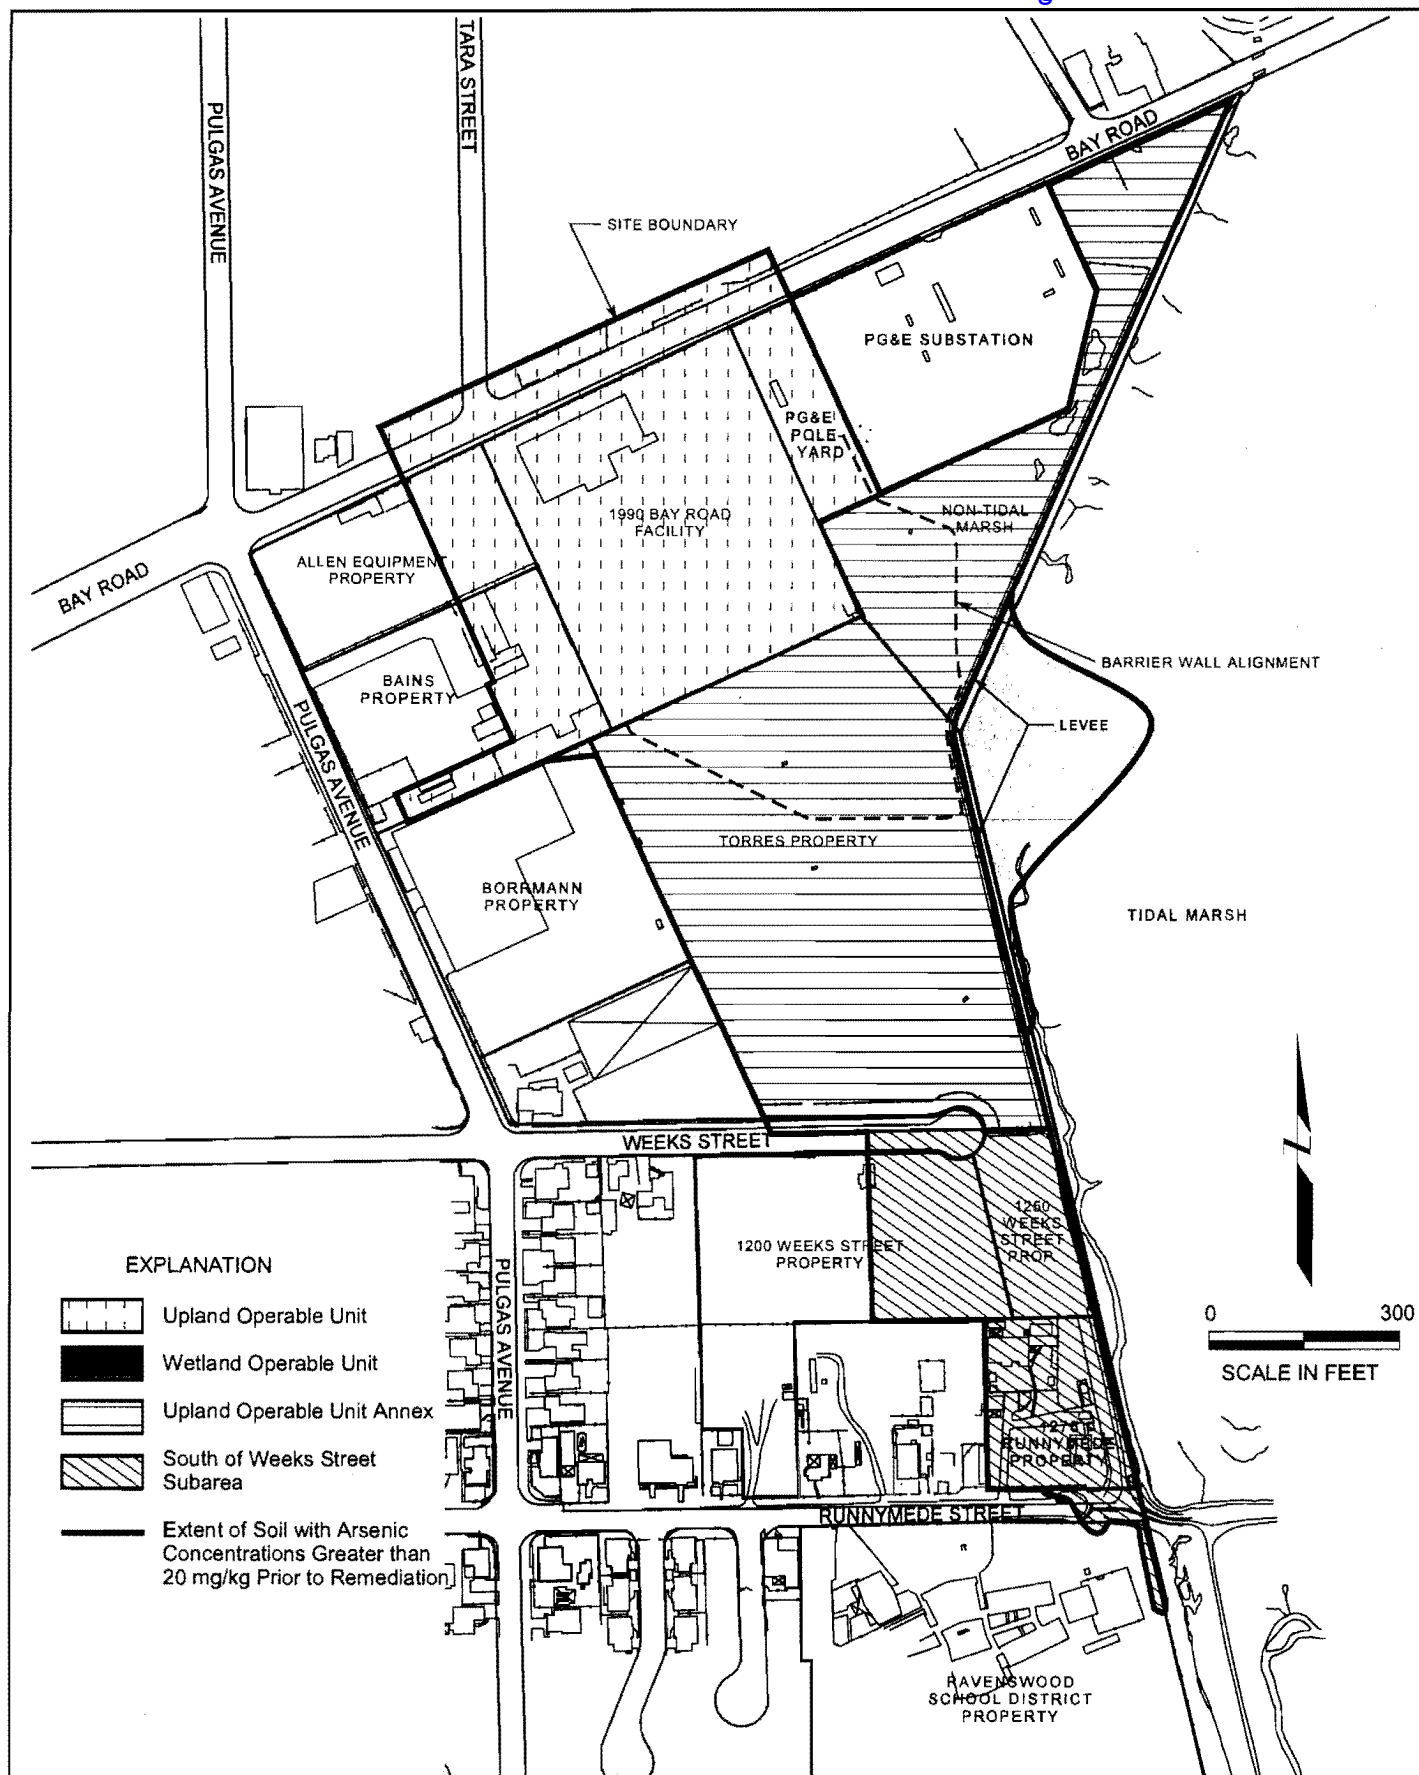 TARA STREET
PULGAS AVENUE
BAY ROAD
SITE BOUNDARY
PG&E SUBSTATION
PG&E
POLE
YARD
1990 BAY ROAD
FACILITY
NON-TIDAL
MARSH
ALLEN EQUIPMENT
PROPERTY
BAY ROAD
BARRIER WALL ALIGNMENT
BAINS
PROPERTY
LEVEE
PULGAS AVENUE
TORRES PROPERTY
BORRMANN
PROPERTY
TIDAL MARSH
WEEKS STREET
1200 WEEKS STREET
PROPERTY
1250
WEEKS
STREET
PROP
PULGAS AVENUE
EXPLANATION
Upland Operable Unit
Wetland Operable Unit
Upland Operable Unit Annex
South of Weeks Street
Subarea
Extent of Soil with Arsenic
Concentrations Greater than
20 mg/kg Prior to Remediation
0 300
SCALE IN FEET
RUNNYMEDE
PROPERTY
RUNNYMEDE STREET
RAVENSWOOD
SCHOOL DISTRICT
PROPERTY